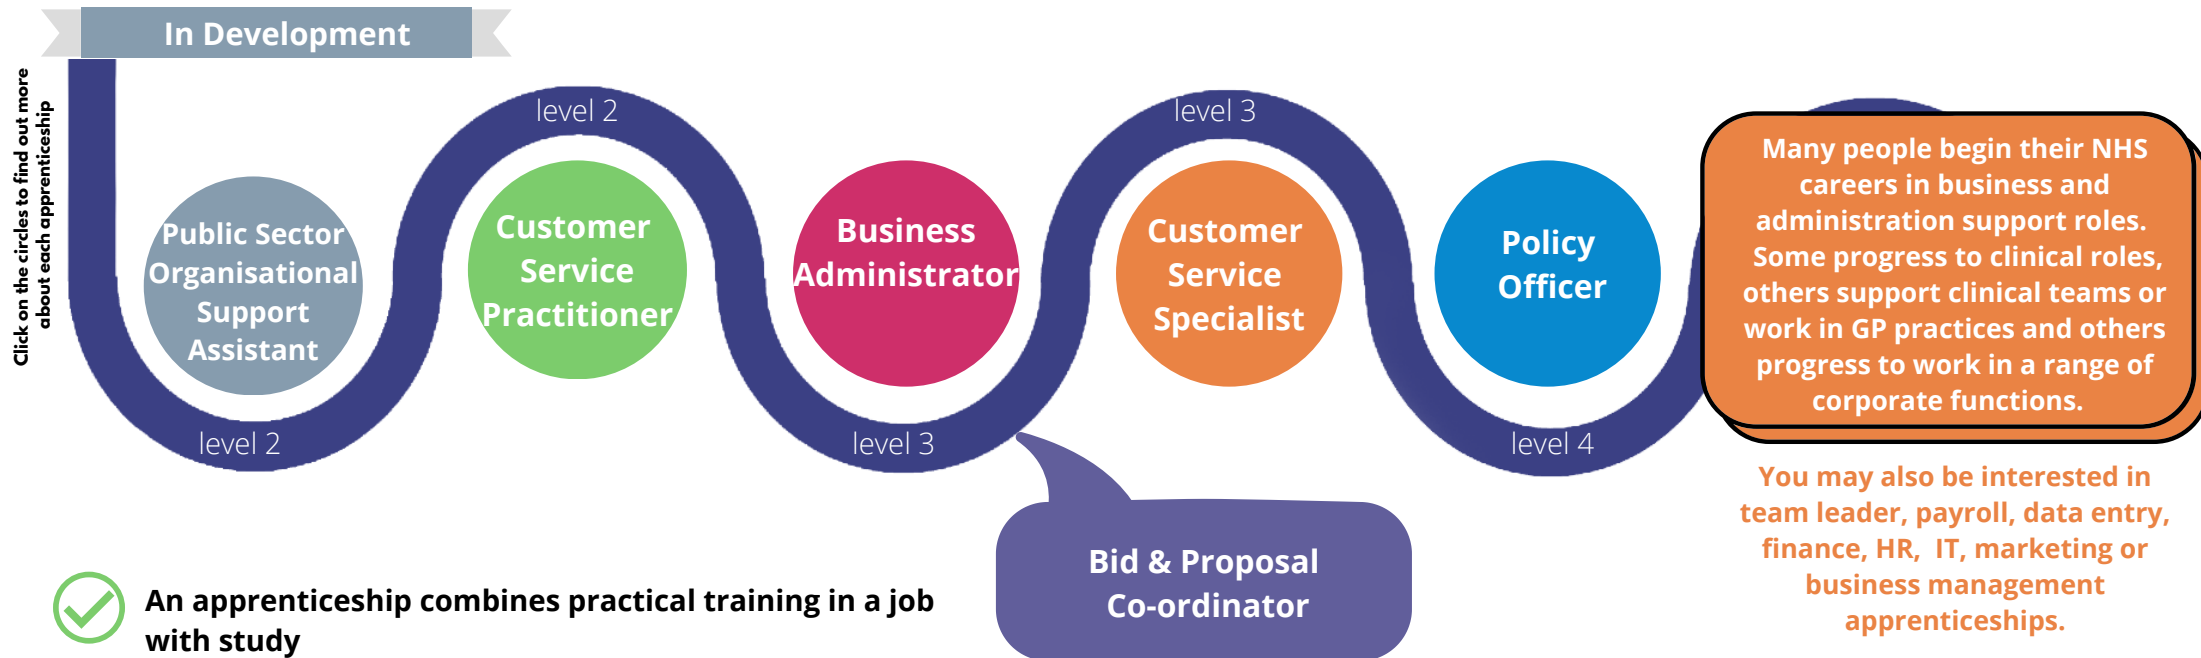 In Development
Click on the circles to find out more
about each apprenticeship
level 2
Public Sector
Organisational
Support
Assistant
level 2
Customer
Service
Practitioner
level 3
Business
Administrator
level 3
Customer
Service
Specialist
level 4
Policy
Officer
Many people begin their NHS
careers in business and
administration support roles.
Some progress to clinical roles,
others support clinical teams or
work in GP practices and others
progress to work in a range of
corporate functions.
You may also be interested in
team leader, payroll, data entry,
finance, HR, IT, marketing or
business management
apprenticeships.
Bid & Proposal
Co-ordinator
An apprenticeship combines practical training in a job
with study